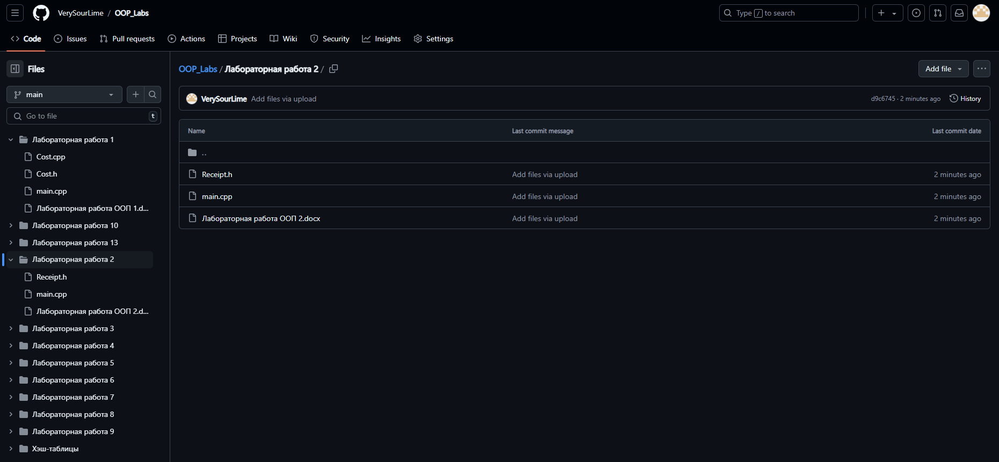 VerySourLime / OOP_Labs
Type / to search
Code
Issues
Pull requests
Actions
Projects
Wiki
Security
Insights
Settings
Files
main
Go to file
t
Лабораторная работа 1
Cost.cpp
Cost.h
main.cpp
Лабораторная работа ООП 1.d...
Лабораторная работа 10
Лабораторная работа 13
Лабораторная работа 2
Receipt.h
main.cpp
Лабораторная работа ООП 2.d...
Лабораторная работа 3
Лабораторная работа 4
Лабораторная работа 5
Лабораторная работа 6
Лабораторная работа 7
Лабораторная работа 8
Лабораторная работа 9
Хэш-таблицы
OOP_Labs / Лабораторная работа 2 /
Add file
VerySourLime Add files via upload
d9c6745 · 2 minutes ago
History
Name Last commit message Last commit date
..
Receipt.h Add files via upload 2 minutes ago
main.cpp Add files via upload 2 minutes ago
Лабораторная работа ООП 2.docx Add files via upload 2 minutes ago